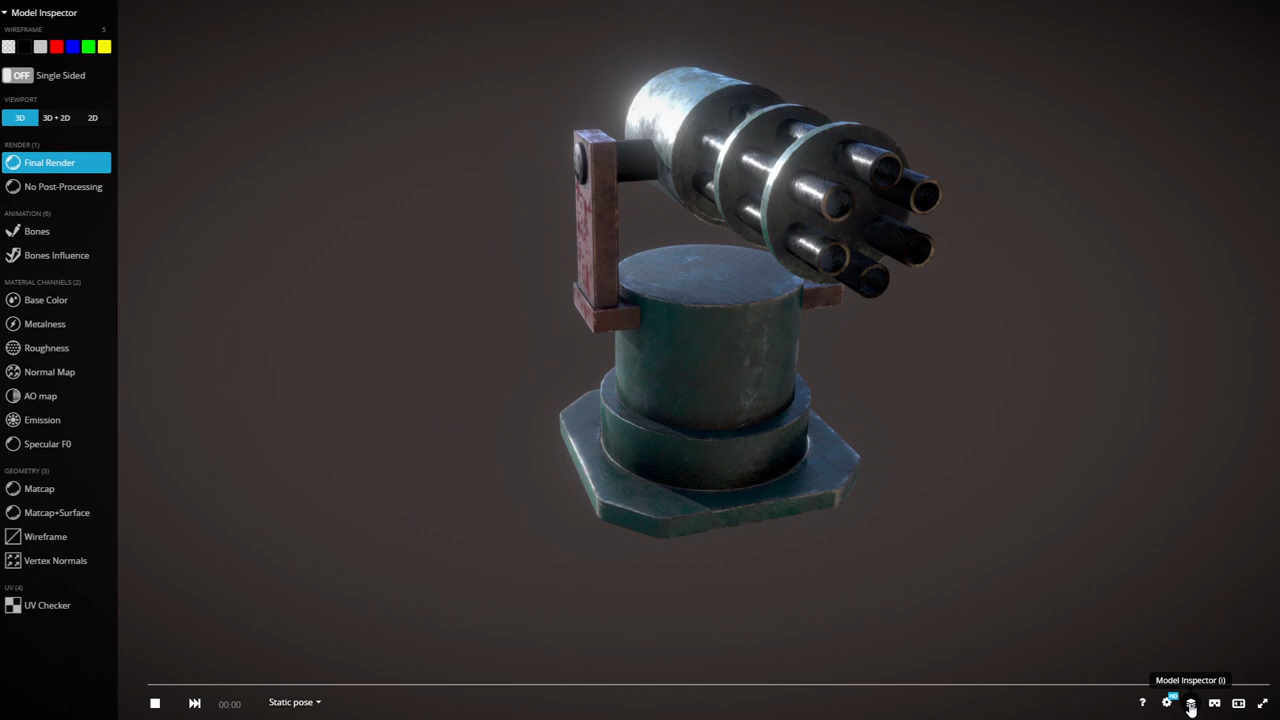 Model Inspector
WIREFRAME 5
OFF Single Sided
VIEWPORT
3D 3D + 2D 2D
RENDER (1)
Final Render
No Post-Processing
ANIMATION (6)
Bones
Bones Influence
MATERIAL CHANNELS (2)
Base Color
Metalness
Roughness
Normal Map
AO map
Emission
Specular F0
GEOMETRY (3)
Matcap
Matcap+Surface
Wireframe
Vertex Normals
UV (4)
UV Checker
Model Inspector (i)
00:00 Static pose ? HD